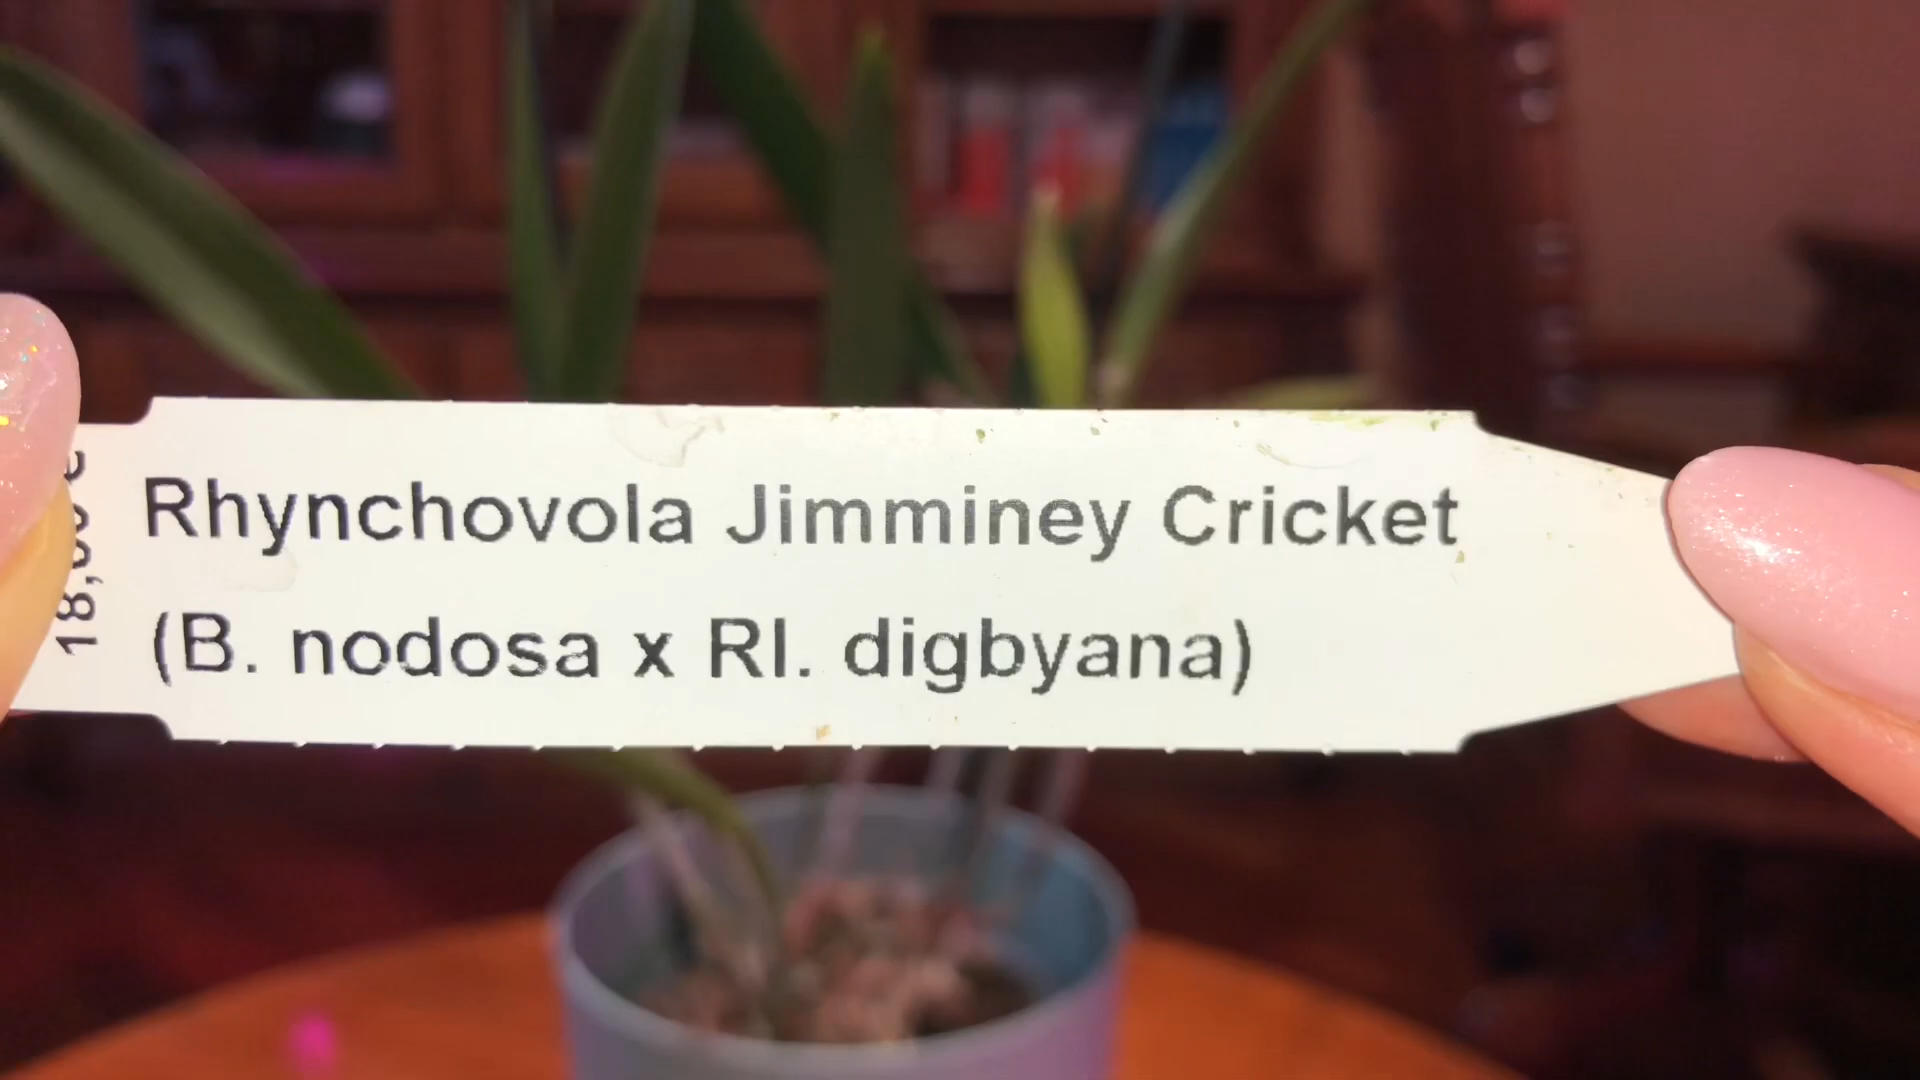 Rhynchovola Jimminey Cricket
(B. nodosa x Rl. digbyana)